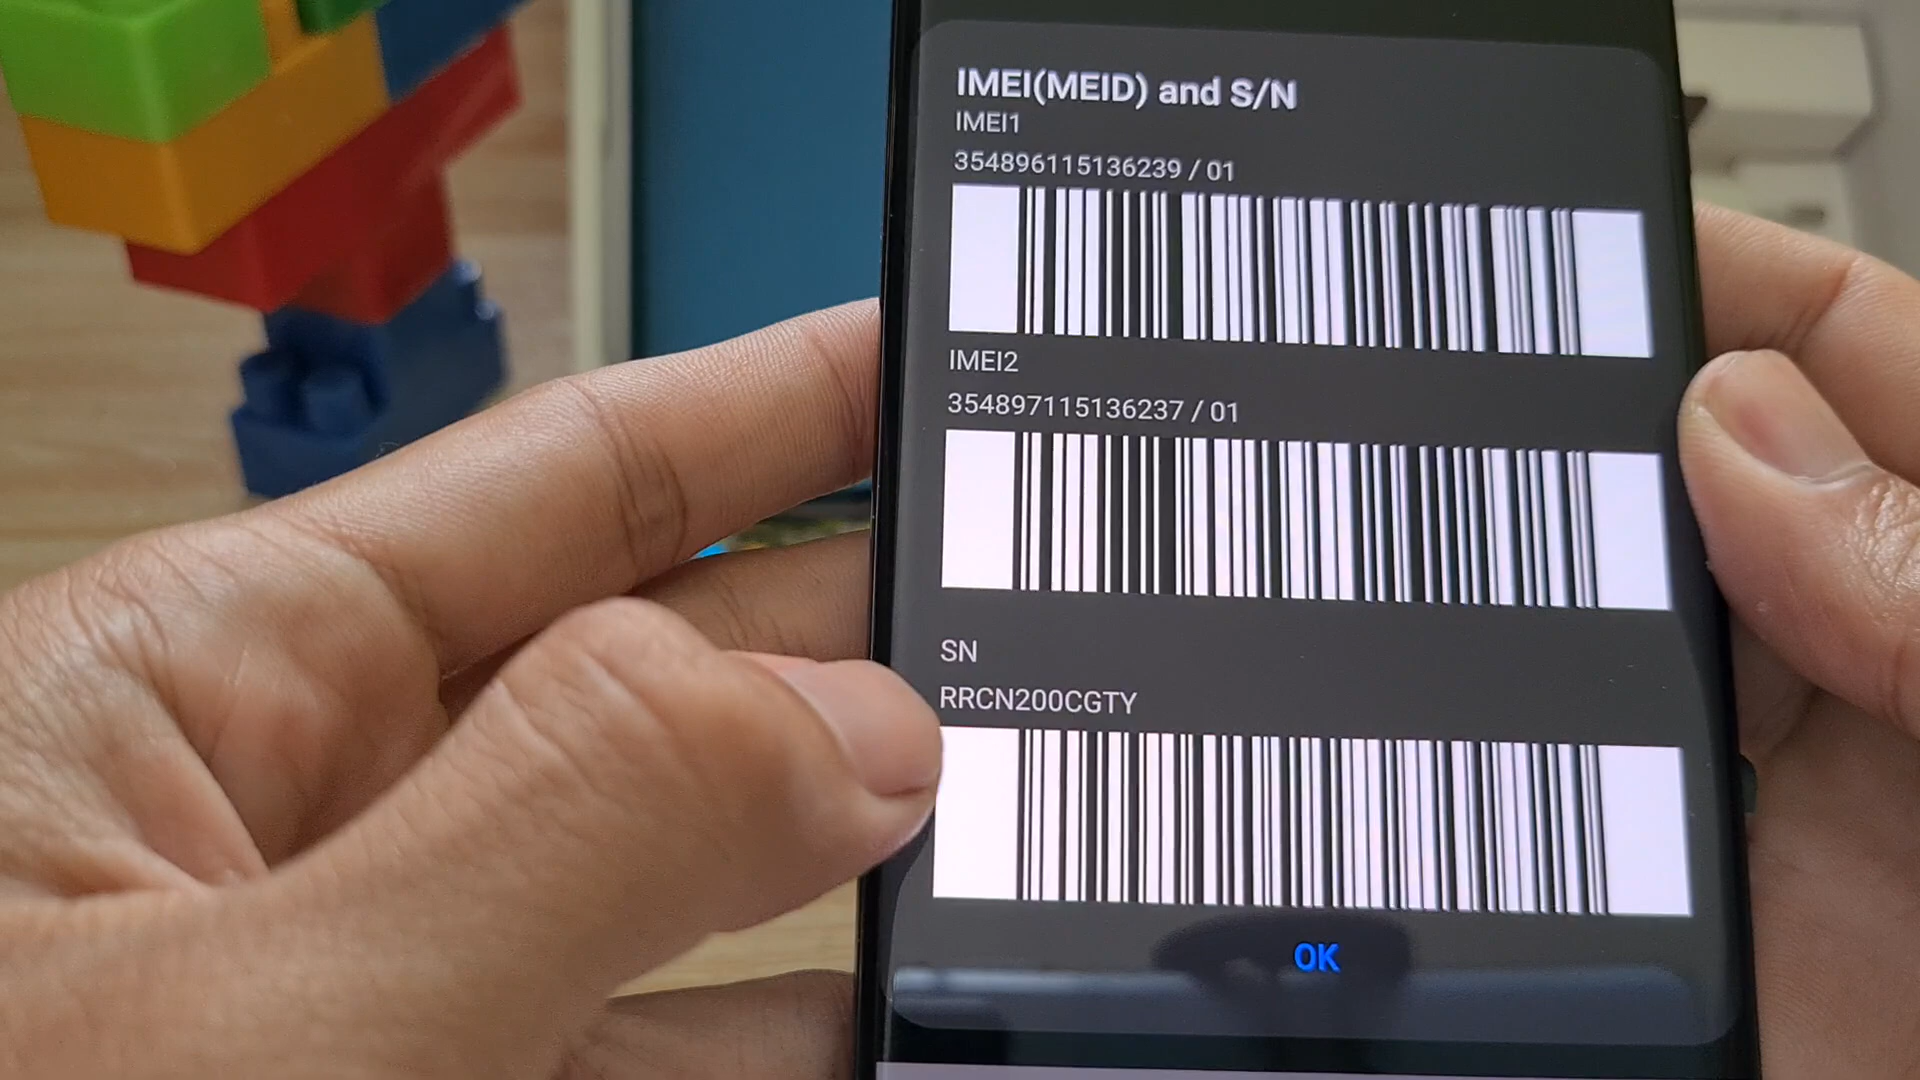 IMEI(MEID) and S/N
IMEI1
354896115136239 / 01
IMEI2
354897115136237 / 01
SN
RRCN200CGTY
OK